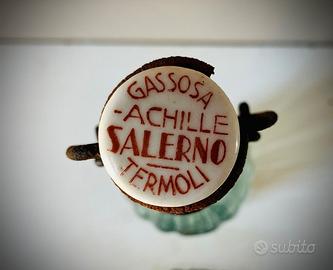 GASSOSA
-ACHILLE
SALERNO
TERMOLI
subito